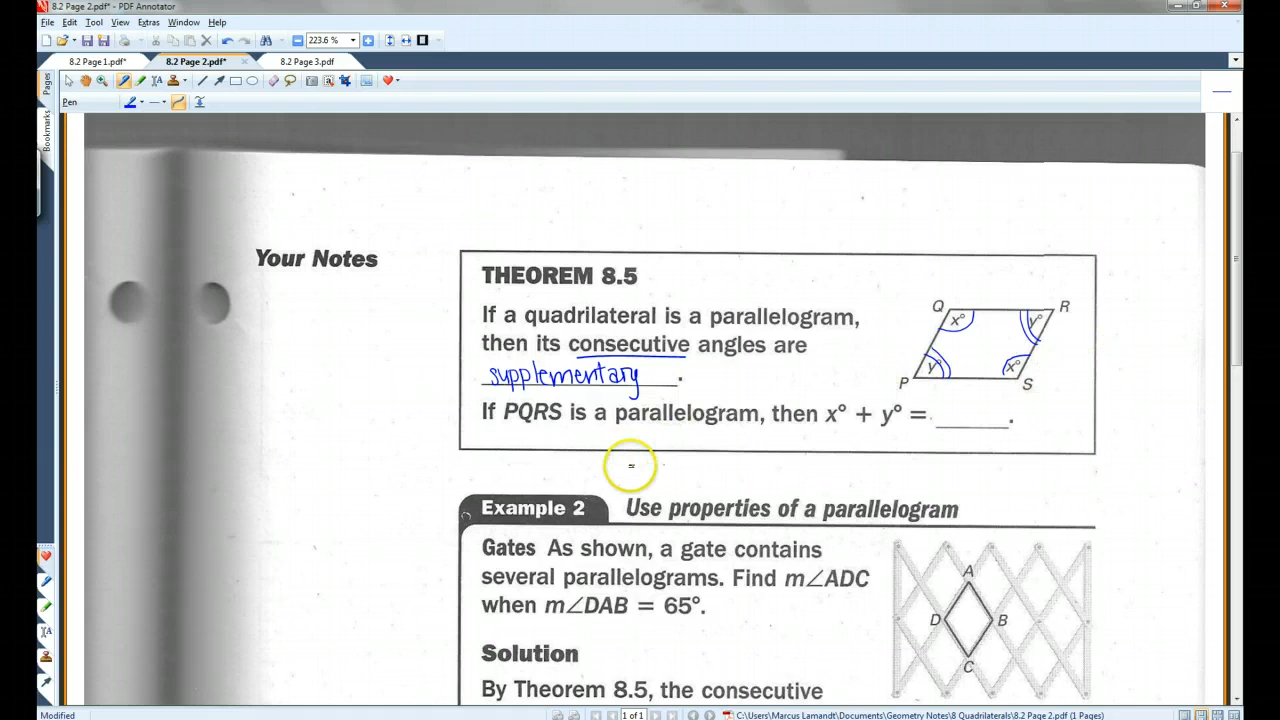 8.2 Page 2.pdf* - PDF Annotator
File Edit Tool View Extras Window Help
223.6 %
8.2 Page 1.pdf* 8.2 Page 2.pdf* 8.2 Page 3.pdf
Pen
Pages
Bookmarks
Your Notes
THEOREM 8.5
If a quadrilateral is a parallelogram,
then its consecutive angles are
supplementary.
If PQRS is a parallelogram, then x° + y° = ______.
Q R
x° y°
y° x°
P S
Example 2 Use properties of a parallelogram
Gates As shown, a gate contains
several parallelograms. Find m∠ADC
when m∠DAB = 65°.
A
D B
C
Solution
By Theorem 8.5, the consecutive
Modified
1 of 1
C:\Users\Marcus Lamandt\Documents\Geometry Notes\8 Quadrilaterals\8.2 Page 2.pdf (1 Pages)